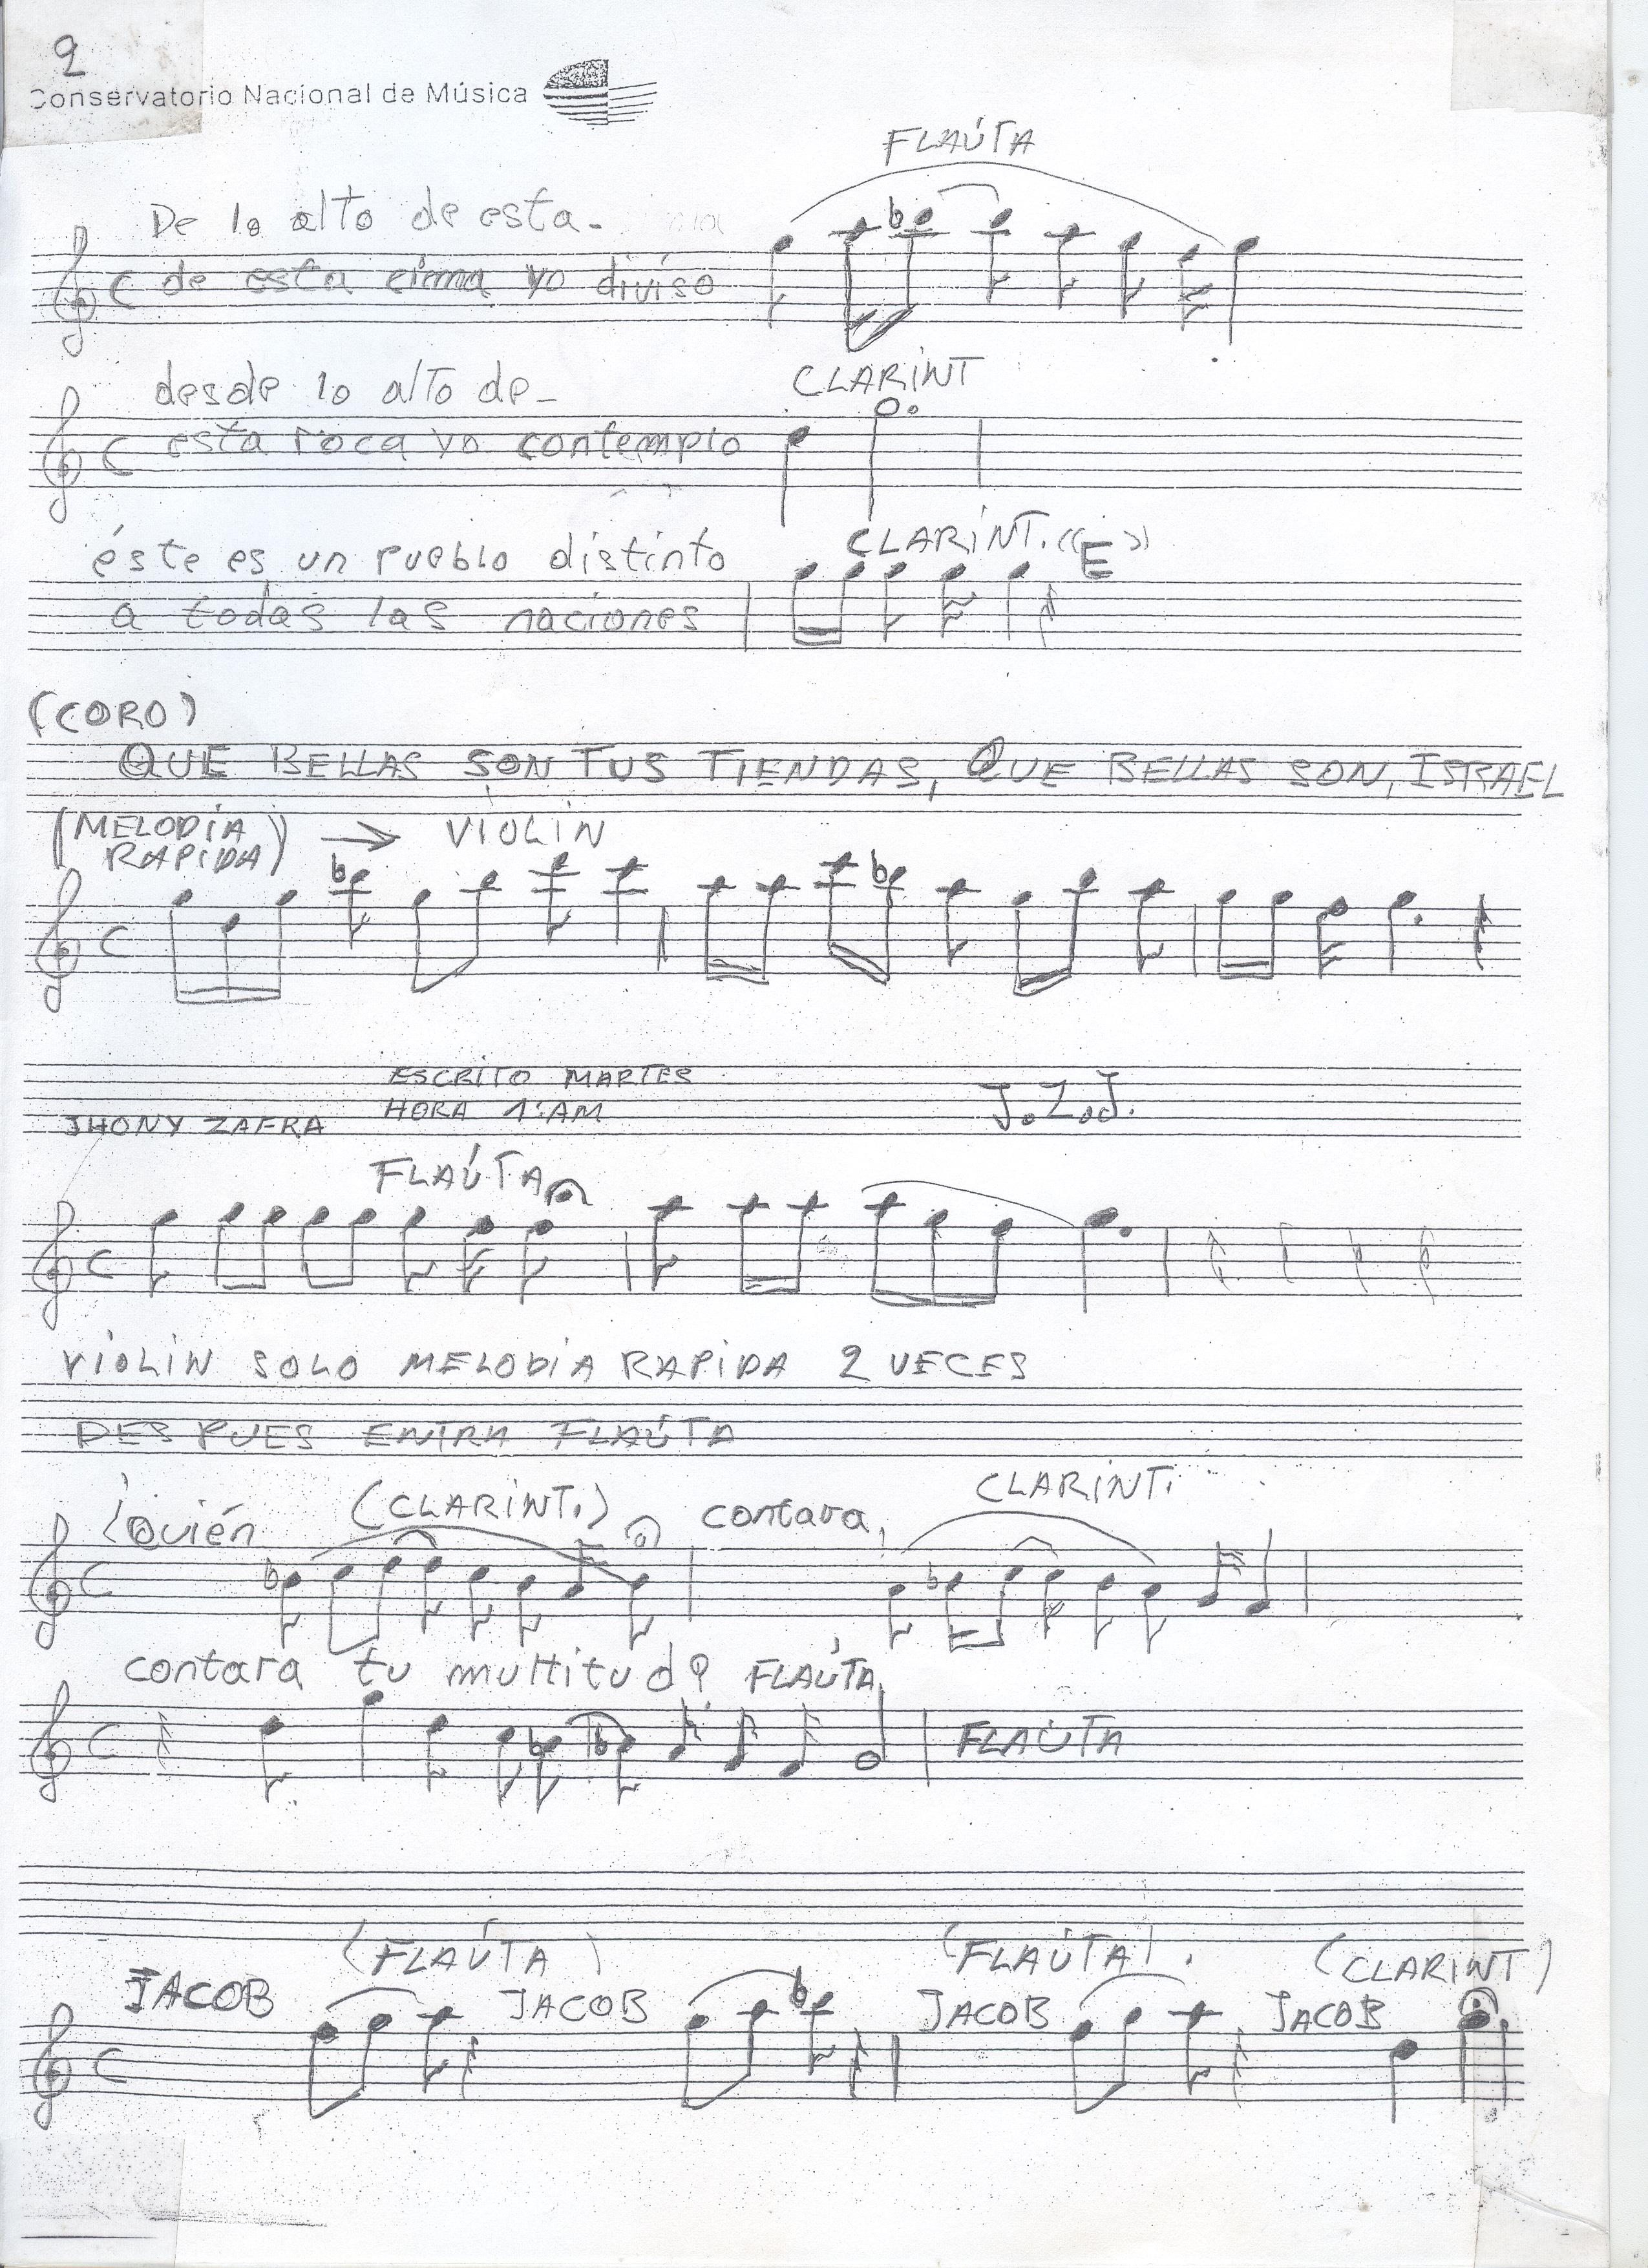 2
Conservatorio Nacional de Música
FLAÚTA
De lo alto de esta-
de esta cima yo diviso
desde lo alto de-
CLARINT
esta roca yo contemplo
éste es un pueblo distinto
CLARINT. ((E))
a todas las naciones
(CORO)
QUE BELLAS SON TUS TIENDAS, QUE BELLAS SON, ISRAEL
(MELODÍA RAPIDA) → VIOLIN
ESCRITO MARTES
HORA 1:AM
J.Z.J.
JHONY ZAFRA
FLAÚTA
VIOLIN SOLO MELODIA RAPIDA 2 VECES
DESPUES ENTRA FLAÚTA
¿Quién (CLARINT.) contara, CLARINT.
contara tu multitud? FLAÚTA
FLAUTA
(FLAÚTA) (FLAÚTA). (CLARINT)
JACOB JACOB JACOB JACOB